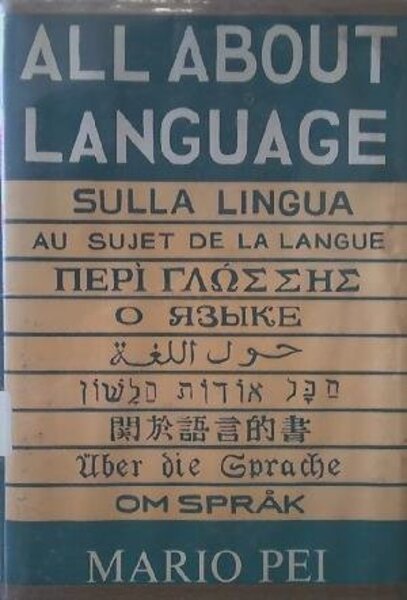 ALL ABOUT
LANGUAGE
SULLA LINGUA
AU SUJET DE LA LANGUE
ΠΕΡῚ ΓΛΏΣΣΗΣ
О ЯЗЫКЕ
حول اللغة
הַכָּל אודות הַלָשׁוֹן
関於語言的書
Über die Sprache
OM SPRÅK
MARIO PEI